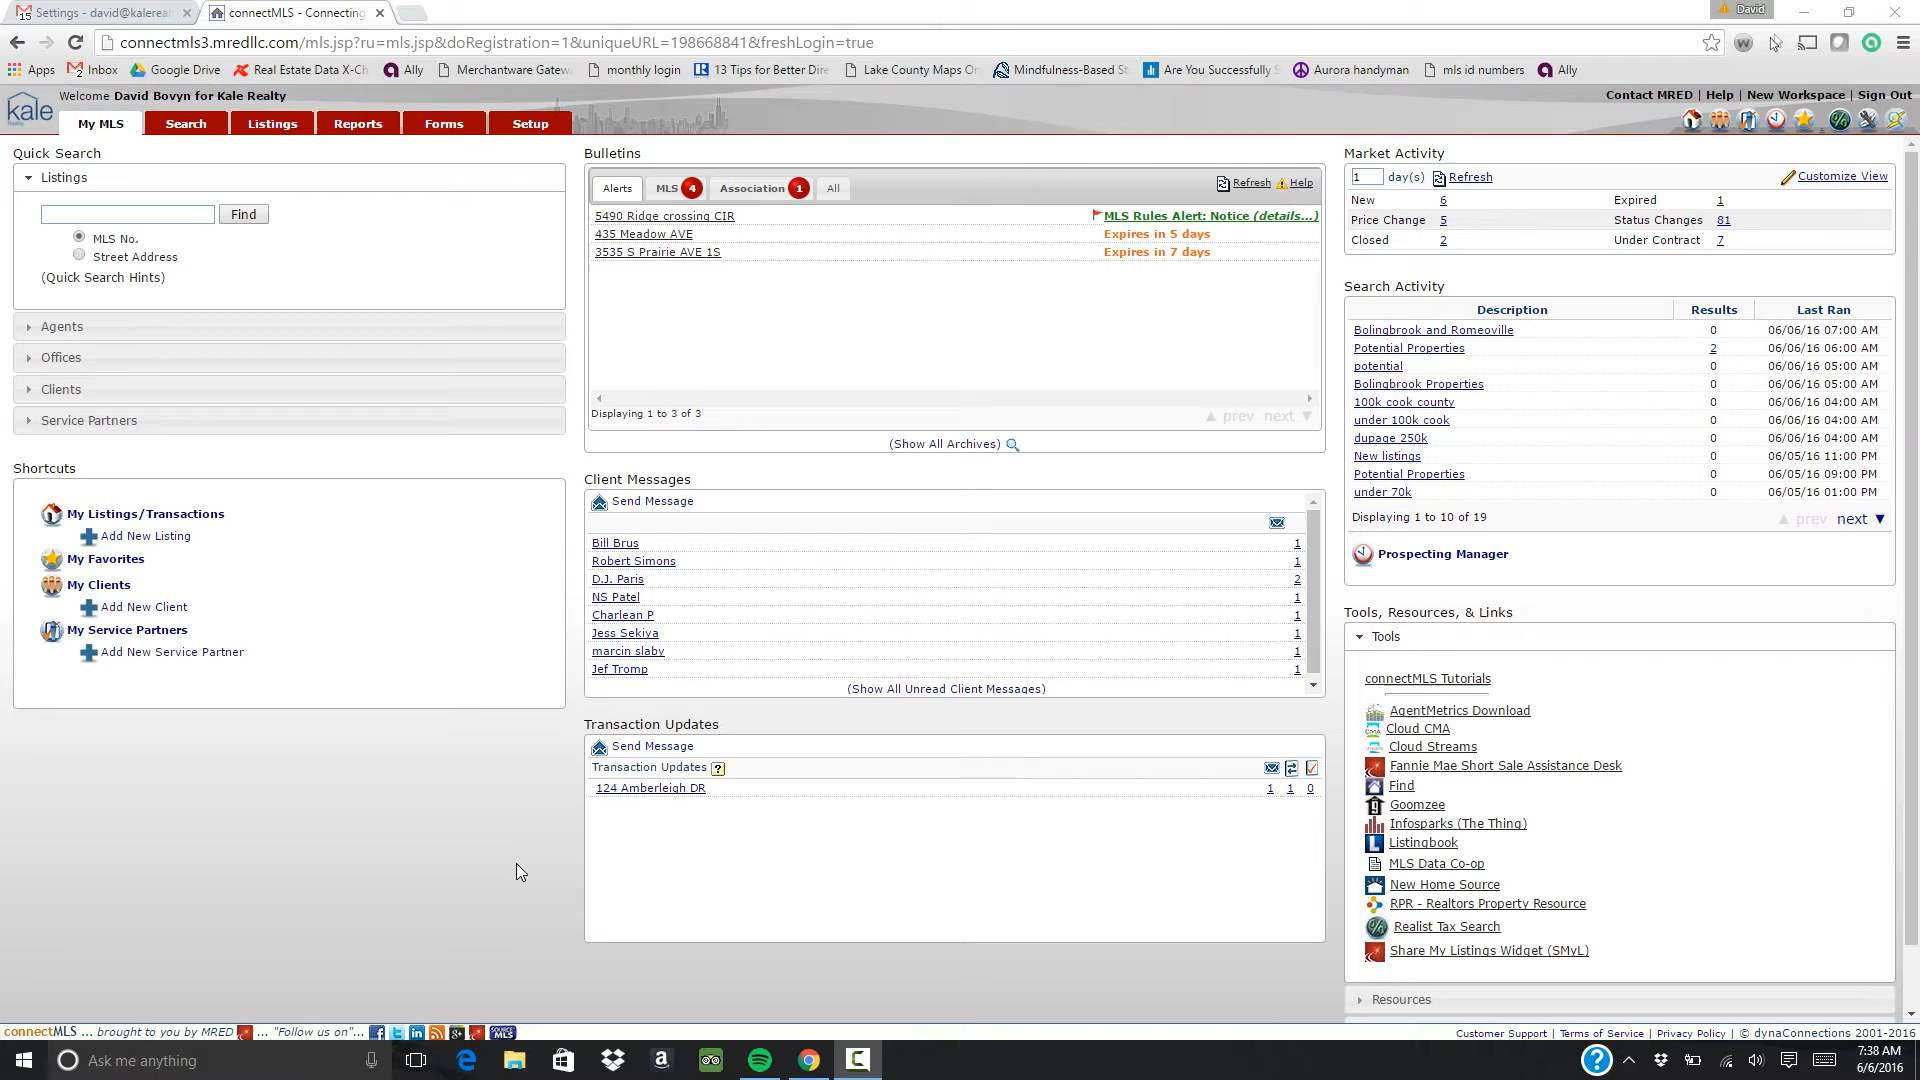 Settings - david@kalereal
15
connectMLS - Connecting
David
connectmls3.mredllc.com/mls.jsp?ru=mls.jsp&doRegistration=1&uniqueURL=198668841&freshLogin=true
Apps
Inbox
Google Drive
Real Estate Data X-Ch
Ally
Merchantware Gatew
monthly login
13 Tips for Better Dire
Lake County Maps On
Mindfulness-Based St
Are You Successfully S
Aurora handyman
mls id numbers
Ally
kale
Welcome David Bovyn for Kale Realty
Contact MRED | Help | New Workspace | Sign Out
My MLS
Search
Listings
Reports
Forms
Setup
Quick Search
Listings
Find
MLS No.
Street Address
(Quick Search Hints)
Agents
Offices
Clients
Service Partners
Shortcuts
My Listings/Transactions
Add New Listing
My Favorites
My Clients
Add New Client
My Service Partners
Add New Service Partner
Bulletins
Alerts
MLS 4
Association 1
All
Refresh
Help
5490 Ridge crossing CIR MLS Rules Alert: Notice (details...)
435 Meadow AVE Expires in 5 days
3535 S Prairie AVE 1S Expires in 7 days
Displaying 1 to 3 of 3
prev next
(Show All Archives)
Client Messages
Send Message
Bill Brus 1
Robert Simons 1
D.J. Paris 2
NS Patel 1
Charlean P 1
Jess Sekiya 1
marcin slaby 1
Jef Tromp 1
(Show All Unread Client Messages)
Transaction Updates
Send Message
Transaction Updates ?
124 Amberleigh DR 1 1 0
Market Activity
1 day(s) Refresh Customize View
New 6 Expired 1
Price Change 5 Status Changes 81
Closed 2 Under Contract 7
Search Activity
Description Results Last Ran
Bolingbrook and Romeoville 0 06/06/16 07:00 AM
Potential Properties 2 06/06/16 06:00 AM
potential 0 06/06/16 05:00 AM
Bolingbrook Properties 0 06/06/16 05:00 AM
100k cook county 0 06/06/16 04:00 AM
under 100k cook 0 06/06/16 04:00 AM
dupage 250k 0 06/06/16 04:00 AM
New listings 0 06/05/16 11:00 PM
Potential Properties 0 06/05/16 09:00 PM
under 70k 0 06/05/16 01:00 PM
Displaying 1 to 10 of 19 prev next
Prospecting Manager
Tools, Resources, & Links
Tools
connectMLS Tutorials
AgentMetrics Download
Cloud CMA
Cloud Streams
Fannie Mae Short Sale Assistance Desk
Find
Goomzee
Infosparks (The Thing)
Listingbook
MLS Data Co-op
New Home Source
RPR - Realtors Property Resource
Realist Tax Search
Share My Listings Widget (SMyL)
Resources
connectMLS ... brought to you by MRED ... "Follow us on"...
Customer Support | Terms of Service | Privacy Policy | © dynaConnections 2001-2016
Ask me anything
7:38 AM
6/6/2016